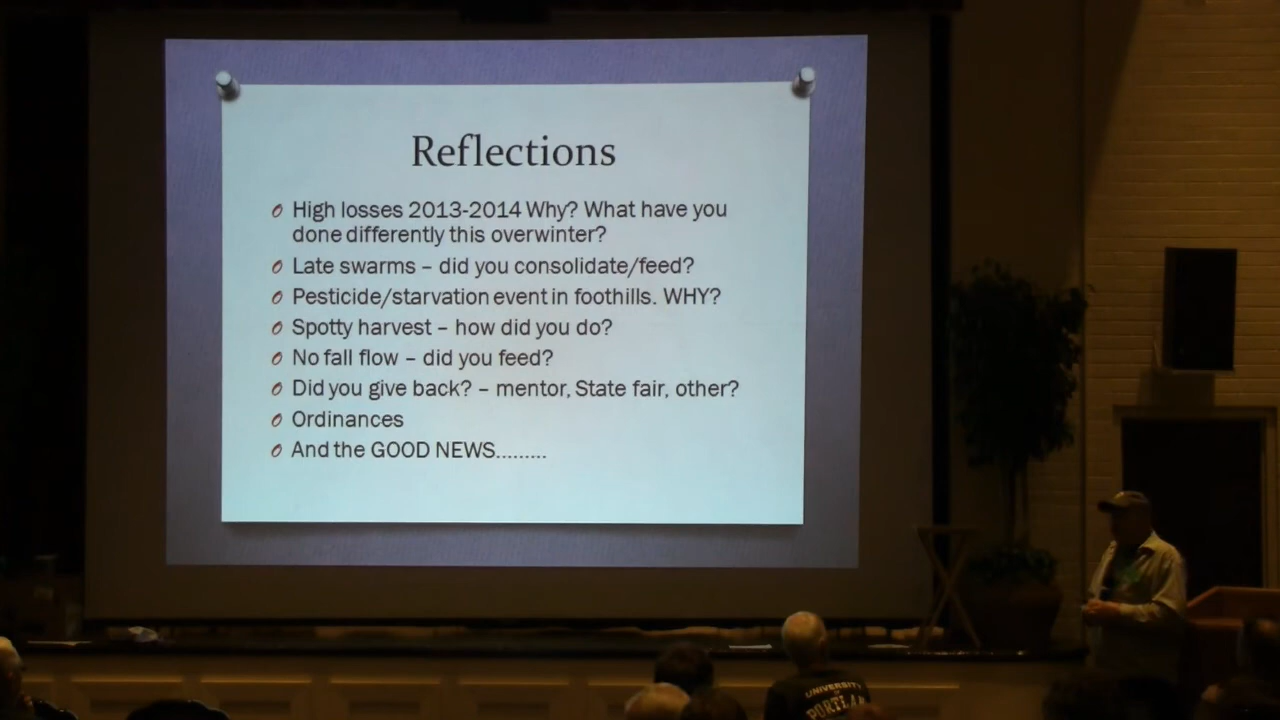 Reflections
High losses 2013-2014 Why? What have you
done differently this overwinter?
Late swarms – did you consolidate/feed?
Pesticide/starvation event in foothills. WHY?
Spotty harvest – how did you do?
No fall flow – did you feed?
Did you give back? – mentor, State fair, other?
Ordinances
And the GOOD NEWS.........
UNIVERSITY